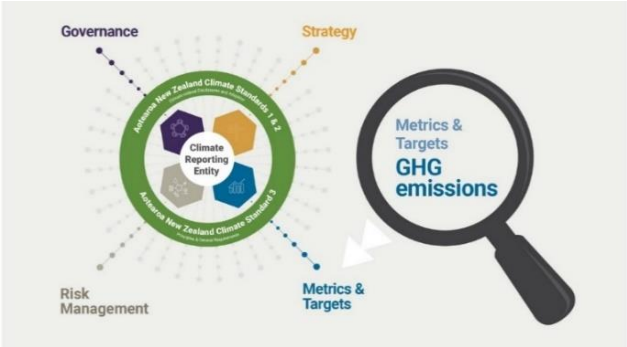 Governance
Strategy
Aotearoa New Zealand Climate Standards 1 & 2
Climate
Reporting
Entity
Aotearoa New Zealand Climate Standard 3
Risk
Management
Metrics &
Targets
Metrics &
Targets
GHG
emissions